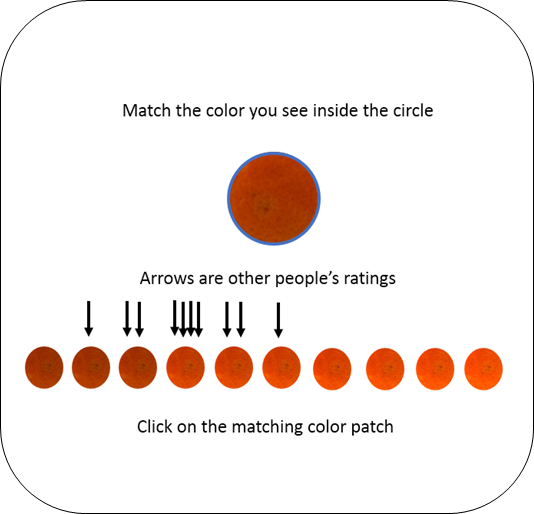 Match the color you see inside the circle
Arrows are other people’s ratings
Click on the matching color patch